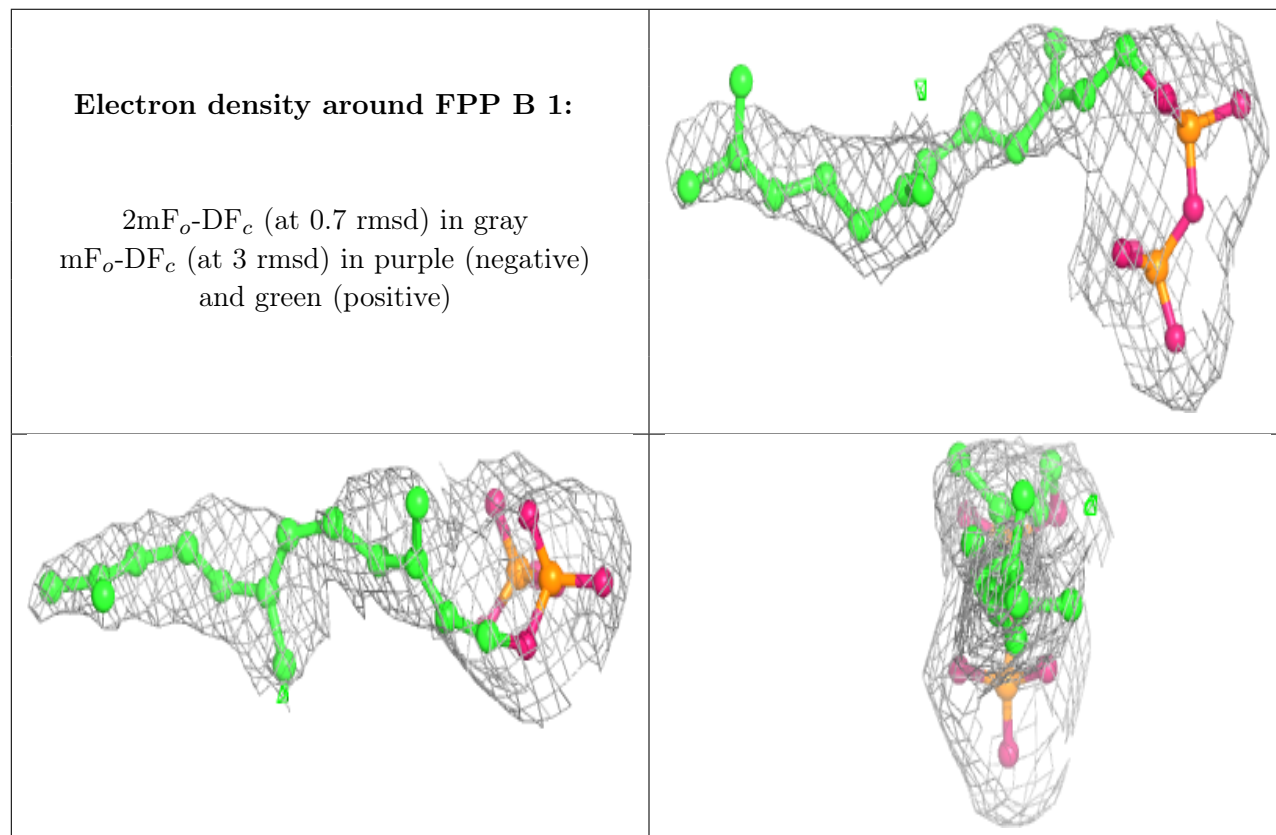 Electron density around FPP B 1:
2mFo-DFc (at 0.7 rmsd) in gray
mFo-DFc (at 3 rmsd) in purple (negative)
and green (positive)